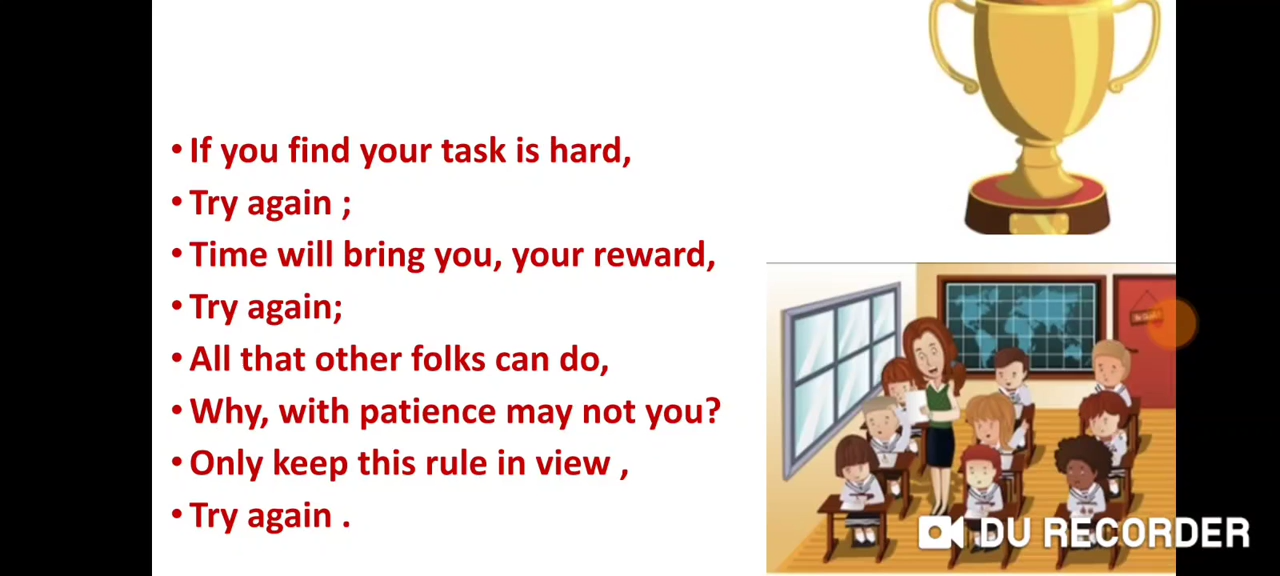 • If you find your task is hard,
• Try again ;
• Time will bring you, your reward,
• Try again;
• All that other folks can do,
• Why, with patience may not you?
• Only keep this rule in view ,
• Try again .
DU RECORDER